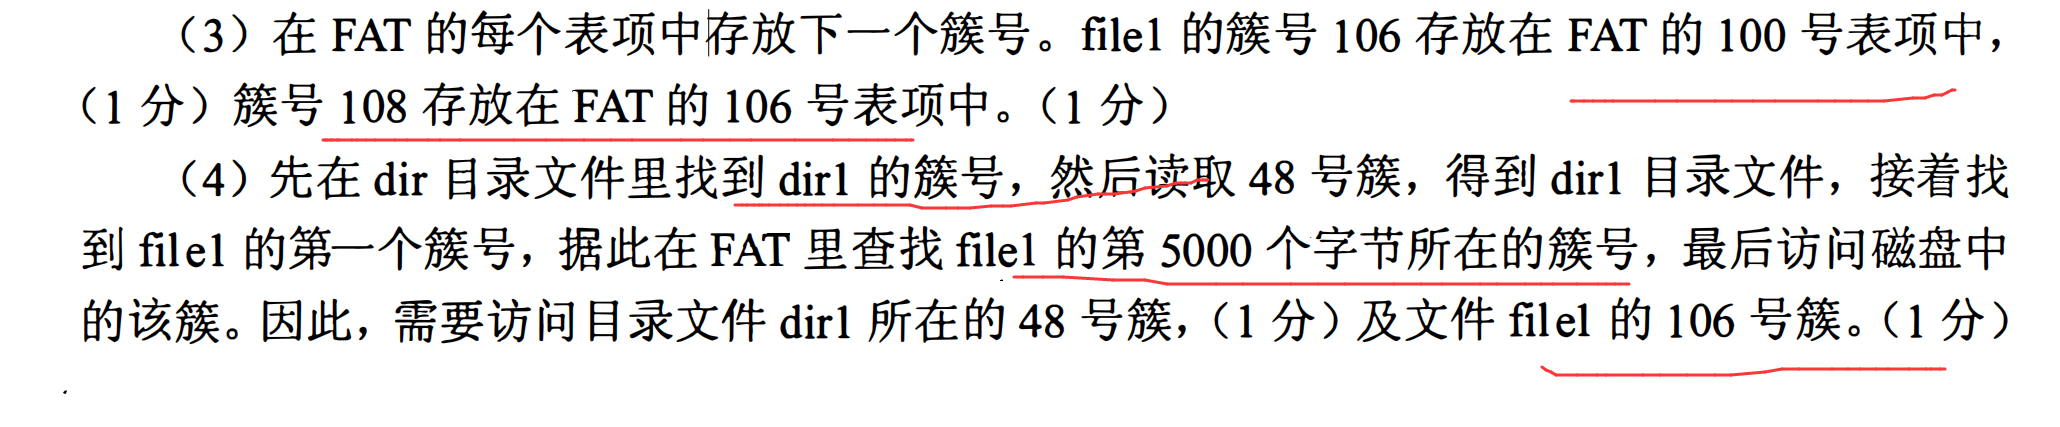 （3）在 FAT 的每个表项中存放下一个簇号。file1 的簇号 106 存放在 FAT 的 100 号表项中，
（1 分）簇号 108 存放在 FAT 的 106 号表项中。（1 分）
（4）先在 dir 目录文件里找到 dir1 的簇号，然后读取 48 号簇，得到 dir1 目录文件，接着找
到 file1 的第一个簇号，据此在 FAT 里查找 file1 的第 5000 个字节所在的簇号，最后访问磁盘中
的该簇。因此，需要访问目录文件 dir1 所在的 48 号簇，（1 分）及文件 file1 的 106 号簇。（1 分）